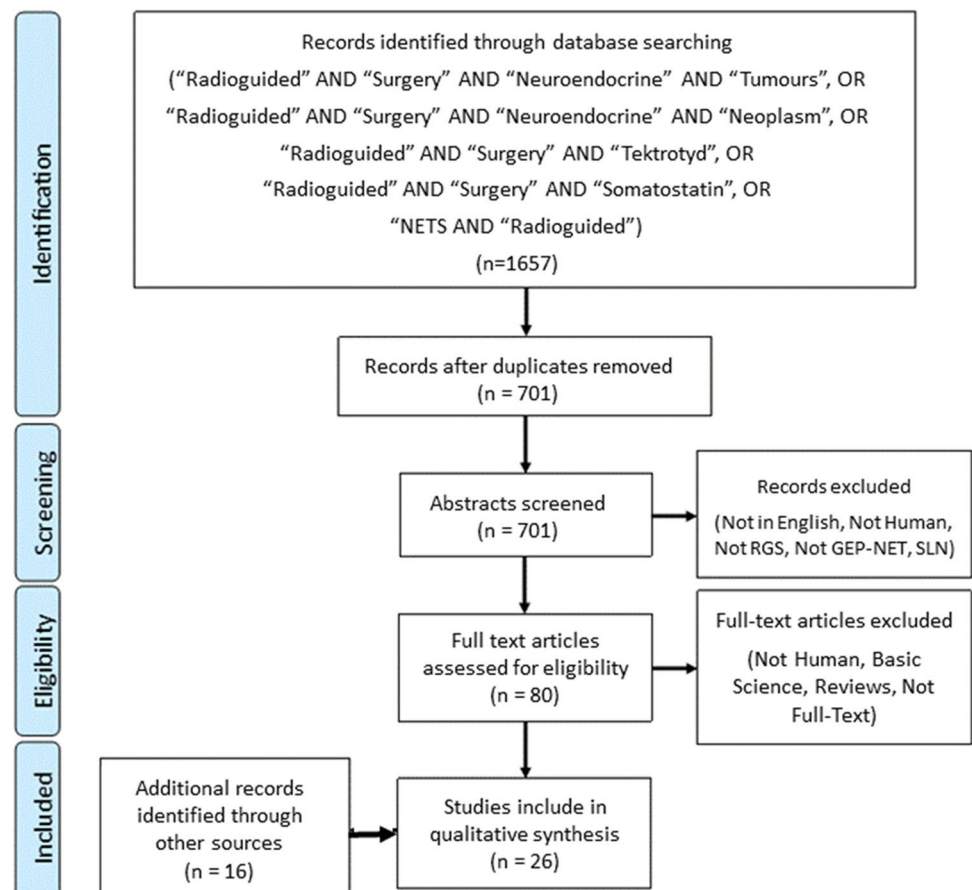 Identification
Records identified through database searching
(“Radioguided” AND “Surgery” AND “Neuroendocrine” AND “Tumours”, OR
“Radioguided” AND “Surgery” AND “Neuroendocrine” AND “Neoplasm”, OR
“Radioguided” AND “Surgery” AND “Tektrotyd”, OR
“Radioguided” AND “Surgery” AND “Somatostatin”, OR
“NETS AND “Radioguided”)
(n=1657)
Records after duplicates removed
(n = 701)
Screening
Abstracts screened
(n = 701)
Records excluded
(Not in English, Not Human,
Not RGS, Not GEP-NET, SLN)
Eligibility
Full text articles
assessed for eligibility
(n = 80)
Full-text articles excluded
(Not Human, Basic
Science, Reviews, Not
Full-Text)
Included
Additional records
identified through
other sources
(n = 16)
Studies include in
qualitative synthesis
(n = 26)